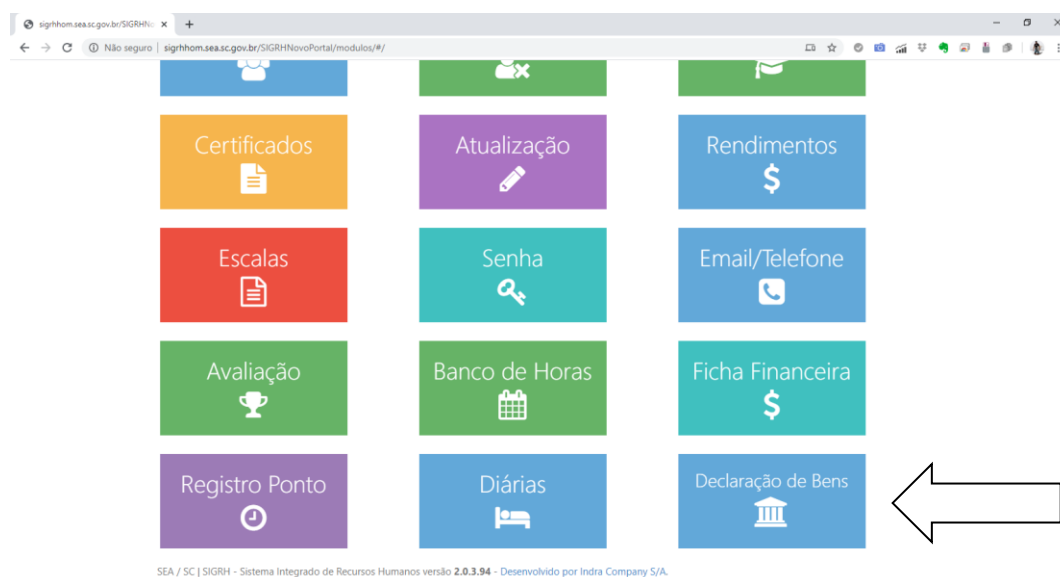 sigrhhom.sea.sc.gov.br/SIGRHNo
Não seguro | sigrhhom.sea.sc.gov.br/SIGRHNovoPortal/modulos/#/
Certificados Atualização Rendimentos
Escalas Senha Email/Telefone
Avaliação Banco de Horas Ficha Financeira
Registro Ponto Diárias Declaração de Bens
SEA / SC | SIGRH - Sistema Integrado de Recursos Humanos versão 2.0.3.94 - Desenvolvido por Indra Company S/A.